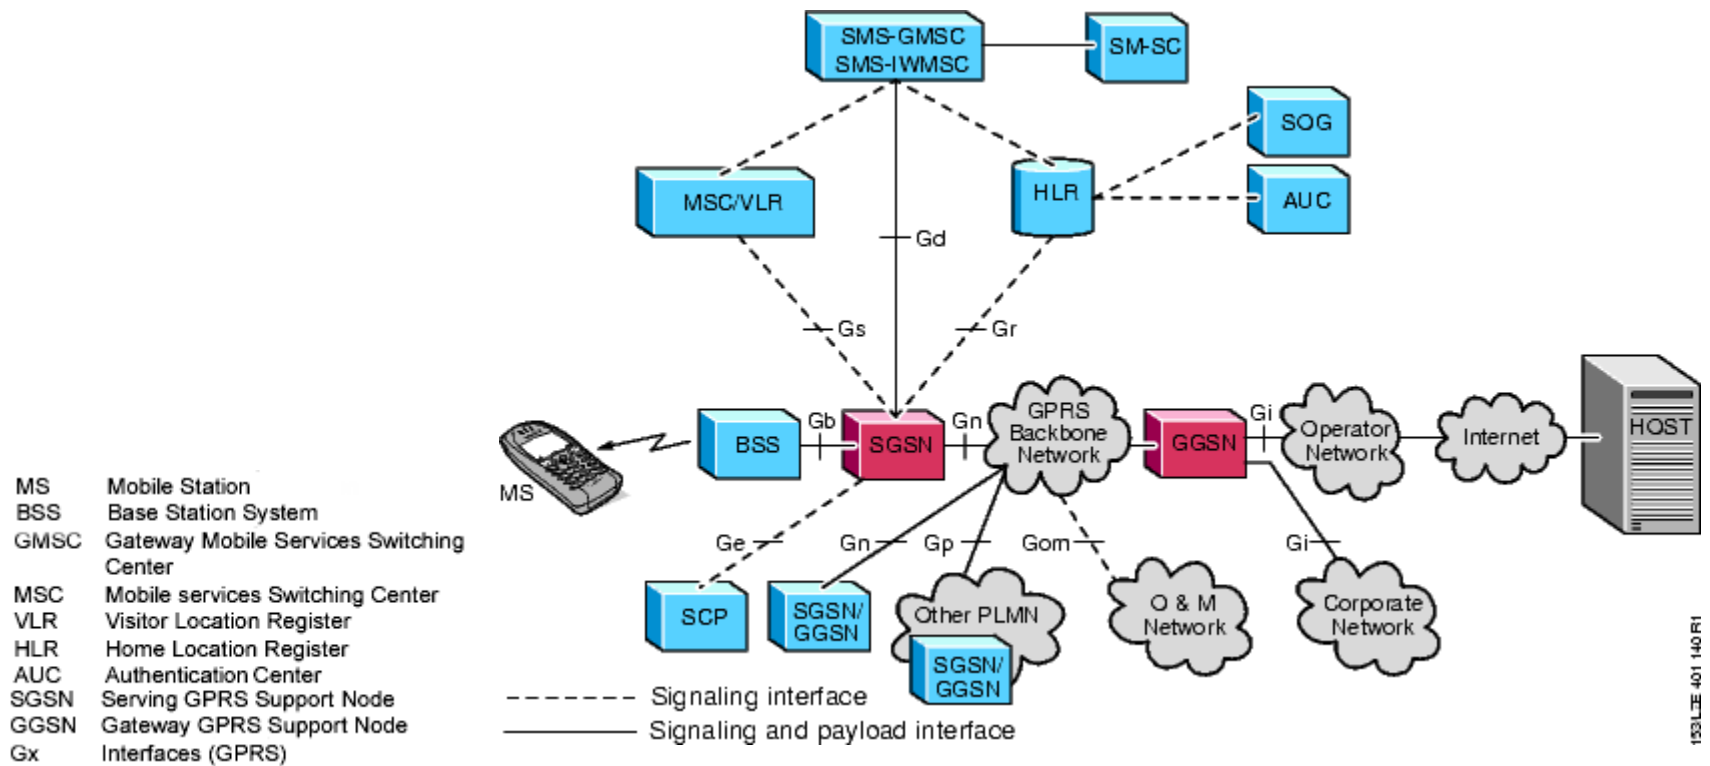 SMS-GMSC
SMS-IWMSC
SM-SC
SOG
AUC
MSC/VLR
HLR
Gd
Gs
Gr
MS
BSS
Gb
SGSN
Gn
GPRS
Backbone
Network
GGSN
Gi
Operator
Network
Internet
HOST
Ge
Gn
Gp
Gom
Gi
SCP
SGSN/
GGSN
Other PLMN
SGSN/
GGSN
O & M
Network
Corporate
Network
MS Mobile Station
BSS Base Station System
GMSC Gateway Mobile Services Switching
Center
MSC Mobile services Switching Center
VLR Visitor Location Register
HLR Home Location Register
AUC Authentication Center
SGSN Serving GPRS Support Node
GGSN Gateway GPRS Support Node
Gx Interfaces (GPRS)
Signaling interface
Signaling and payload interface